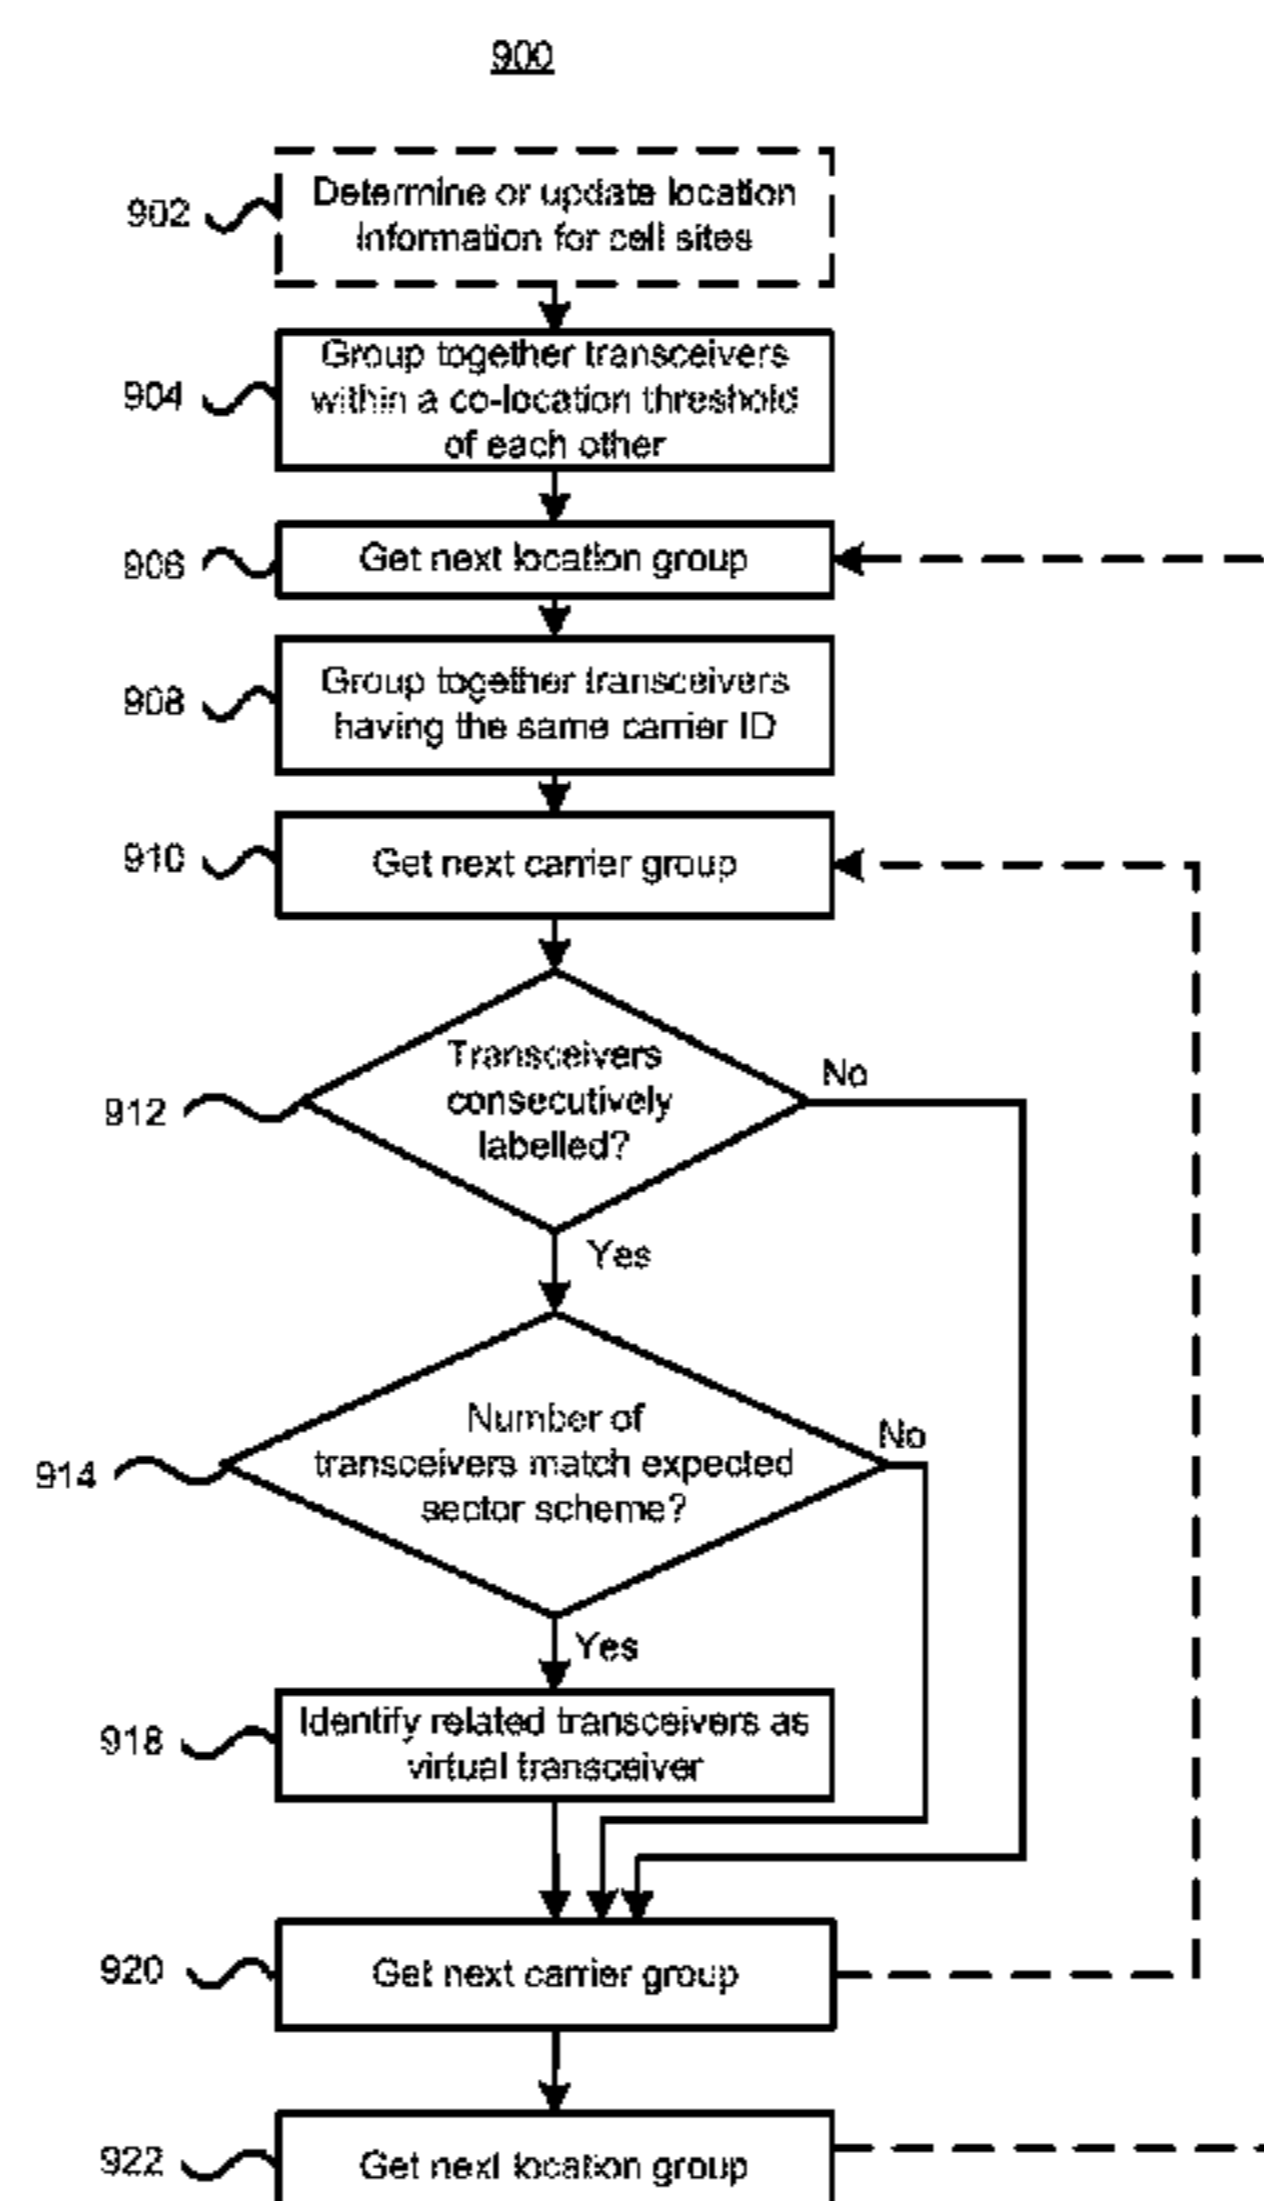 900
902
Determine or update location
information for cell sites
904
Group together transceivers
within a co-location threshold
of each other
906
Get next location group
908
Group together transceivers
having the same carrier ID
910
Get next carrier group
912
Transceivers
consecutively
labelled?
No
Yes
914
Number of
transceivers match expected
sector scheme?
No
Yes
918
Identify related transceivers as
virtual transceiver
920
Get next carrier group
922
Get next location group